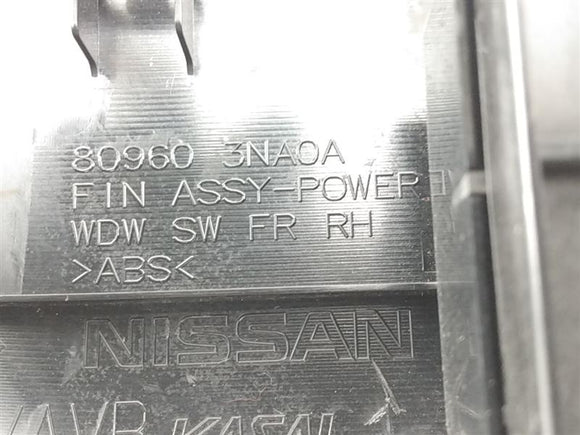 80960 3NA0A
FIN ASSY-POWER
WDW SW FR RH
>ABS<
NISSAN
KASAI